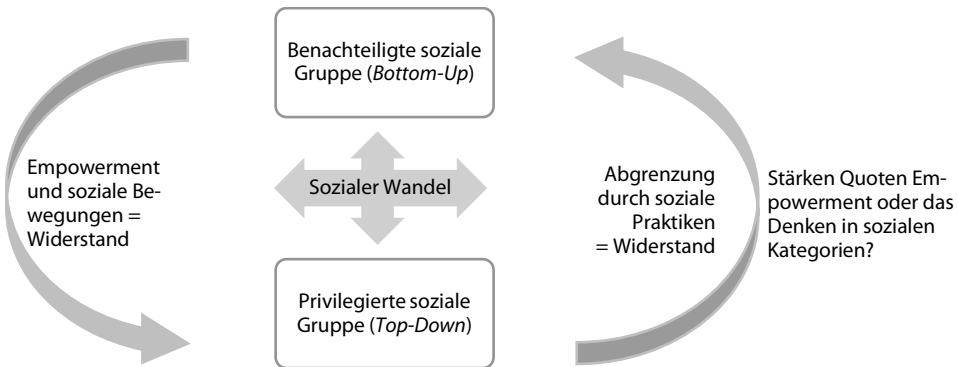 Benachteiligte soziale
Gruppe (Bottom-Up)
Empowerment
und soziale Be-
wegungen =
Widerstand
Sozialer Wandel
Abgrenzung
durch soziale
Praktiken
= Widerstand
Stärken Quoten Em-
powerment oder das
Denken in sozialen
Kategorien?
Privilegierte soziale
Gruppe (Top-Down)